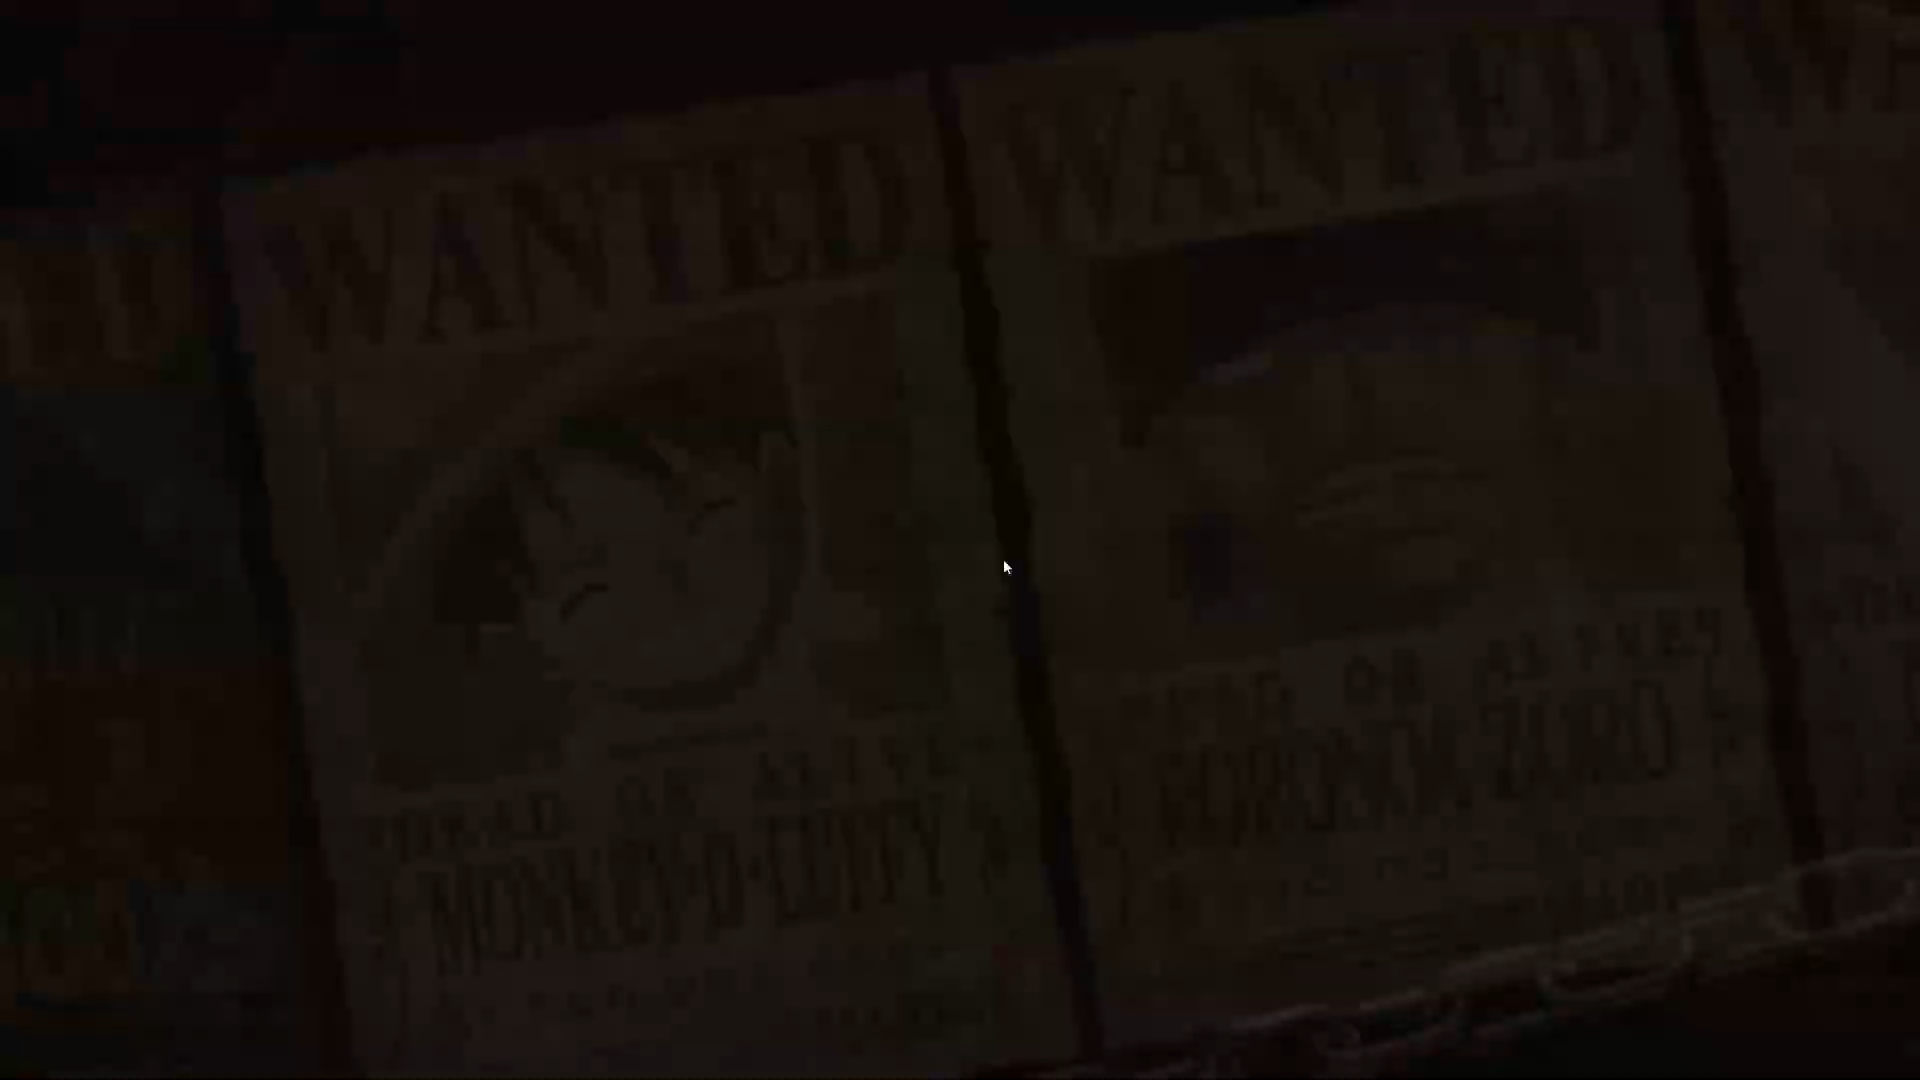 WANTED
DEAD OR ALIVE
MONKEY·D·LUFFY
WANTED
DEAD OR ALIVE
RORONOA ZORO